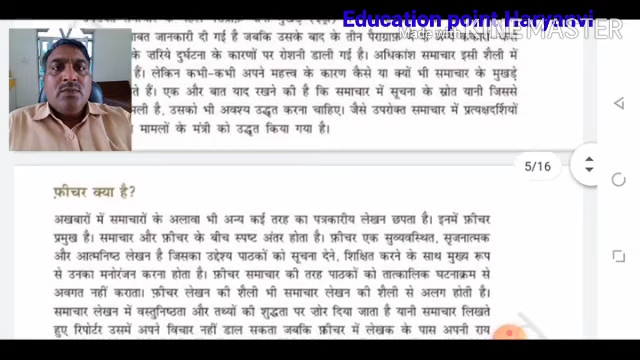 Education point Haryanvi
Made with KINEMASTER
बत जानकारी दी गई है जबकि उसके बाद के तीन पैराग्राफ़
के ज़रिये दुर्घटना के कारणों पर रोशनी डाली गई है। अधिकांश समाचार इसी शैली में
हैं। लेकिन कभी-कभी अपने महत्त्व के कारण कैसे या क्यों भी समाचार के मुखड़े
ते हैं। एक और बात याद रखने की है कि समाचार में सूचना के स्रोत यानी जिससे
मली है, उसको भी अवश्य उद्धृत करना चाहिए। जैसे उपरोक्त समाचार में प्रत्यक्षदर्शियों
मामलों के मंत्री को उद्धृत किया गया है।
5/16
फ़ीचर क्या है?
अखबारों में समाचारों के अलावा भी अन्य कई तरह का पत्रकारीय लेखन छपता है। इनमें फ़ीचर
प्रमुख है। समाचार और फ़ीचर के बीच स्पष्ट अंतर होता है। फ़ीचर एक सुव्यवस्थित, सृजनात्मक
और आत्मनिष्ठ लेखन है जिसका उद्देश्य पाठकों को सूचना देने, शिक्षित करने के साथ मुख्य रूप
से उनका मनोरंजन करना होता है। फ़ीचर समाचार की तरह पाठकों को तात्कालिक घटनाक्रम से
अवगत नहीं कराता। फ़ीचर लेखन की शैली भी समाचार लेखन की शैली से अलग होती है।
समाचार लेखन में वस्तुनिष्ठता और तथ्यों की शुद्धता पर ज़ोर दिया जाता है यानी समाचार लिखते
हुए रिपोर्टर उसमें अपने विचार नहीं डाल सकता जबकि फ़ीचर में लेखक के पास अपनी राय